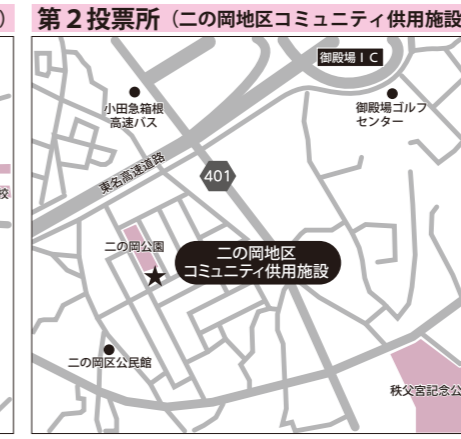 )
第2投票所（二の岡地区コミュニティ供用施設
御殿場ＩＣ
小田急箱根
高速バス
御殿場ゴルフ
センター
東名高速道路
校
401
二の岡公園
二の岡地区
コミュニティ供用施設
★
二の岡区公民館
秩父宮記念公